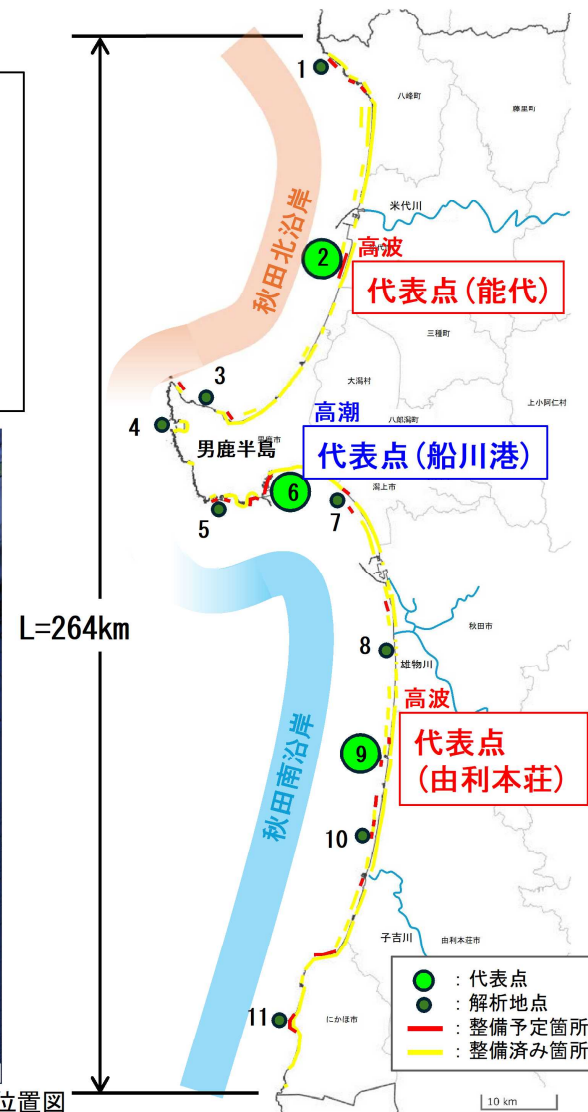 1
八峰町
藤里町
米代川
秋田北沿岸
2
高波
代表点(能代)
三種町
3
大潟村
上小阿仁村
4
高潮
八郎潟町
男鹿半島
代表点(船川港)
6
潟上市
5
7
L=264km
秋田市
8
雄物川
高波
9
代表点
(由利本荘)
秋田南沿岸
10
子吉川
由利本荘市
:代表点
:解析地点
:整備予定箇所
:整備済み箇所
11
にかほ市
10 km
位置図